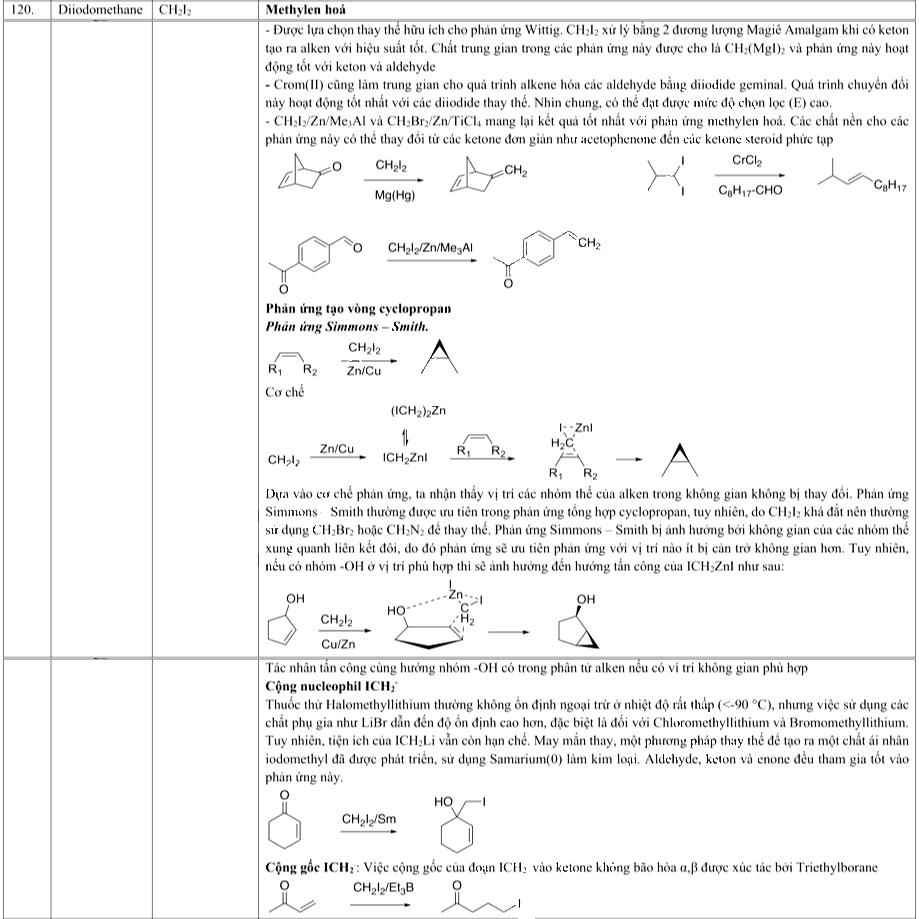 120. Diiodomethane CH₂I₂ Methylen hoá
- Được lựa chọn thay thế hữu ích cho phản ứng Wittig. CH₂I₂ xử lý bằng 2 đương lượng Magiê Amalgam khi có keton
tạo ra alken với hiệu suất tốt. Chất trung gian trong các phản ứng này được cho là CH₂(MgI)₂ và phản ứng này hoạt
động tốt với keton và aldehyde
- Crom(II) cũng làm trung gian cho quá trình alkene hóa các aldehyde bằng diiodide geminal. Quá trình chuyển đổi
này hoạt động tốt nhất với các diiodide thay thế. Nhìn chung, có thể đạt được mức độ chọn lọc (E) cao.
- CH₂I₂/Zn/Me₃Al và CH₂Br₂/Zn/TiCl₄ mang lại kết quả tốt nhất với phản ứng methylen hoá. Các chất nền cho các
phản ứng này có thể thay đổi từ các ketone đơn giản như acetophenone đến các ketone steroid phức tạp
O CH₂I₂ Mg(Hg) CH₂ I I CrCl₂ C₈H₁₇-CHO C₈H₁₇
O O CH₂I₂/Zn/Me₃Al CH₂ O
Phản ứng tạo vòng cyclopropan
Phản ứng Simmons – Smith.
R₁ R₂ CH₂I₂ Zn/Cu
Cơ chế
(ICH₂)₂Zn
CH₂I₂ Zn/Cu ICH₂ZnI R₁ R₂ I--ZnI H₂C R₁ R₂
Dựa vào cơ chế phản ứng, ta nhận thấy vị trí các nhóm thế của alken trong không gian không bị thay đổi. Phản ứng
Simmons – Smith thường được ưu tiên trong phản ứng tổng hợp cyclopropan, tuy nhiên, do CH₂I₂ khá đắt nên thường
sử dụng CH₂Br₂ hoặc CH₂N₂ để thay thế. Phản ứng Simmons – Smith bị ảnh hưởng bởi không gian của các nhóm thế
xung quanh liên kết đôi, do đó phản ứng sẽ ưu tiên phản ứng với vị trí nào ít bị cản trở không gian hơn. Tuy nhiên,
nếu có nhóm -OH ở vị trí phù hợp thì sẽ ảnh hưởng đến hướng tấn công của ICH₂ZnI như sau:
OH CH₂I₂ Cu/Zn HO I Zn I C H₂ OH
Tác nhân tấn công cùng hướng nhóm -OH có trong phân tử alken nếu có ví trí không gian phù hợp
Cộng nucleophil ICH₂⁻
Thuốc thử Halomethyllithium thường không ổn định ngoại trừ ở nhiệt độ rất thấp (<-90 °C), nhưng việc sử dụng các
chất phụ gia như LiBr dẫn đến độ ổn định cao hơn, đặc biệt là đối với Chloromethyllithium và Bromomethyllithium.
Tuy nhiên, tiện ích của ICH₂Li vẫn còn hạn chế. May mắn thay, một phương pháp thay thế để tạo ra một chất ái nhân
iodomethyl đã được phát triển, sử dụng Samarium(0) làm kim loại. Aldehyde, keton và enone đều tham gia tốt vào
phản ứng này.
O CH₂I₂/Sm HO I
Cộng gốc ICH₂: Việc cộng gốc của đoạn ICH₂ vào ketone không bão hòa α,β được xúc tác bởi Triethylborane
O CH₂I₂/Et₃B O I